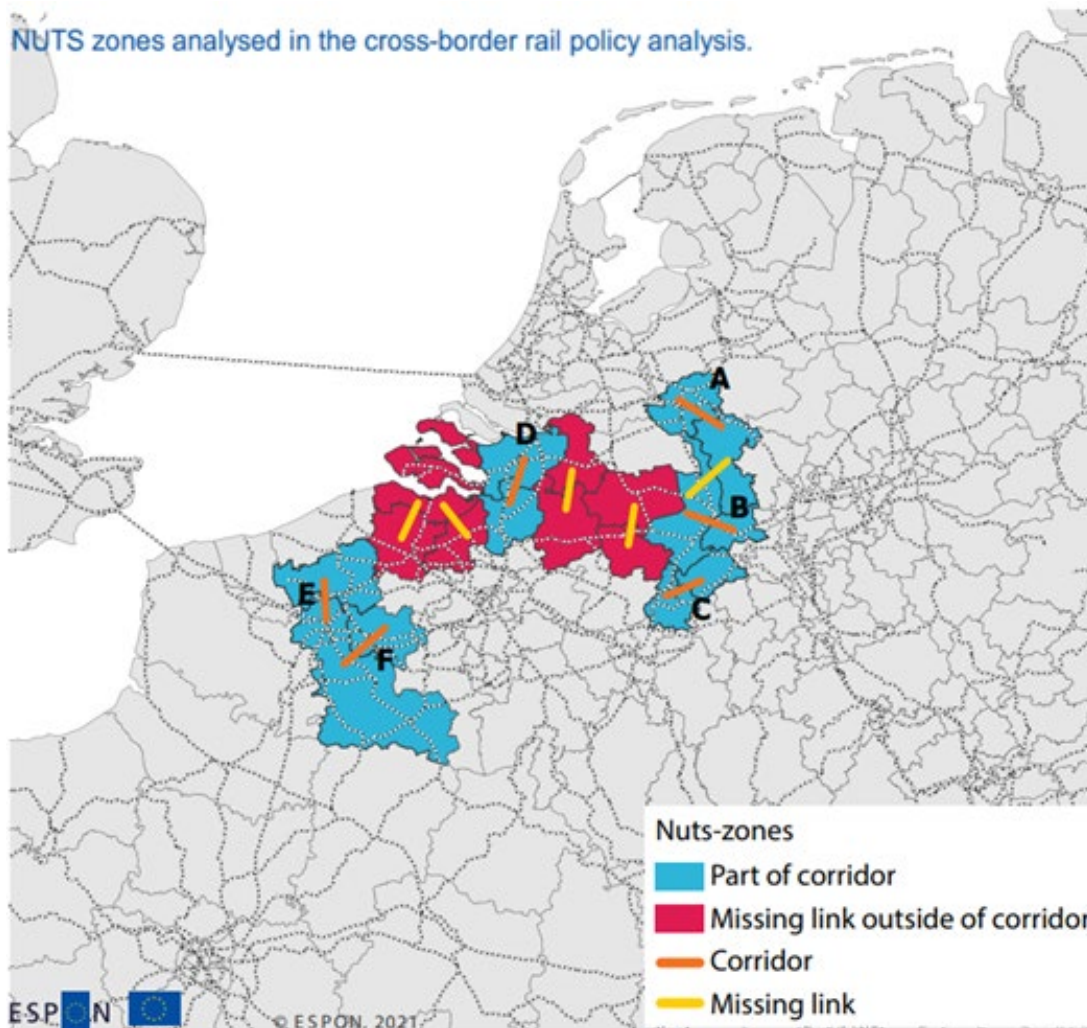 NUTS zones analysed in the cross-border rail policy analysis.
A
D
B
E
C
F
Nuts-zones
Part of corridor
Missing link outside of corridor
Corridor
Missing link
ESPON
© ESPON, 2021